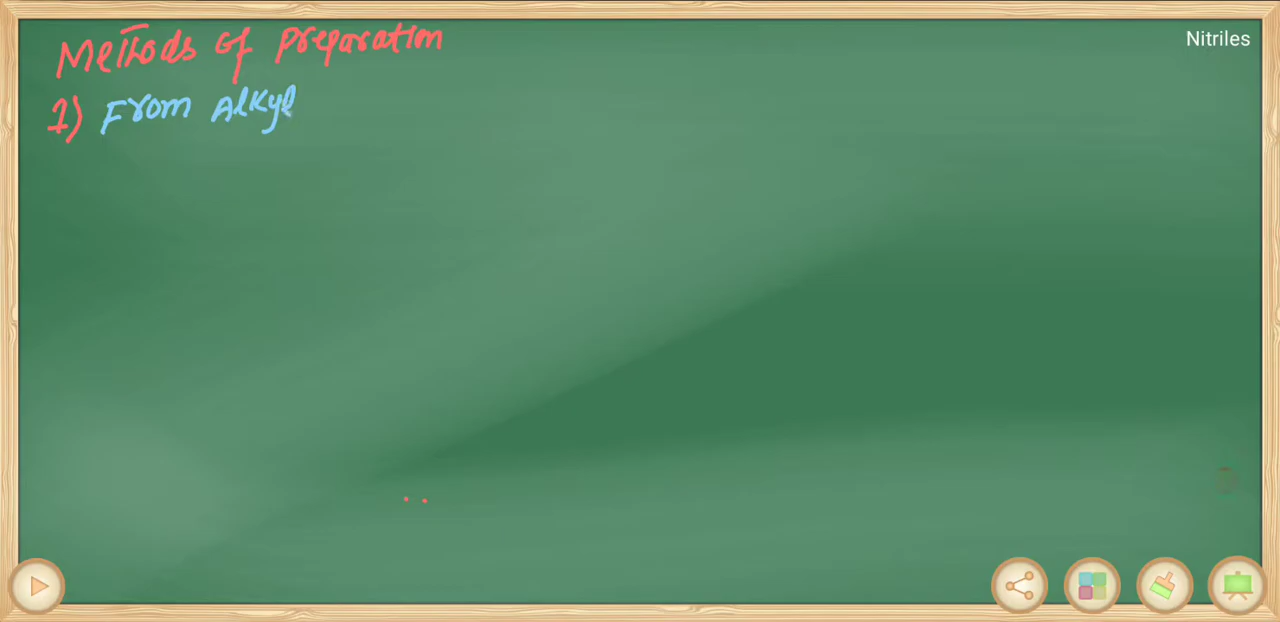 Methods of preparation
Nitriles
1) From Alkyl